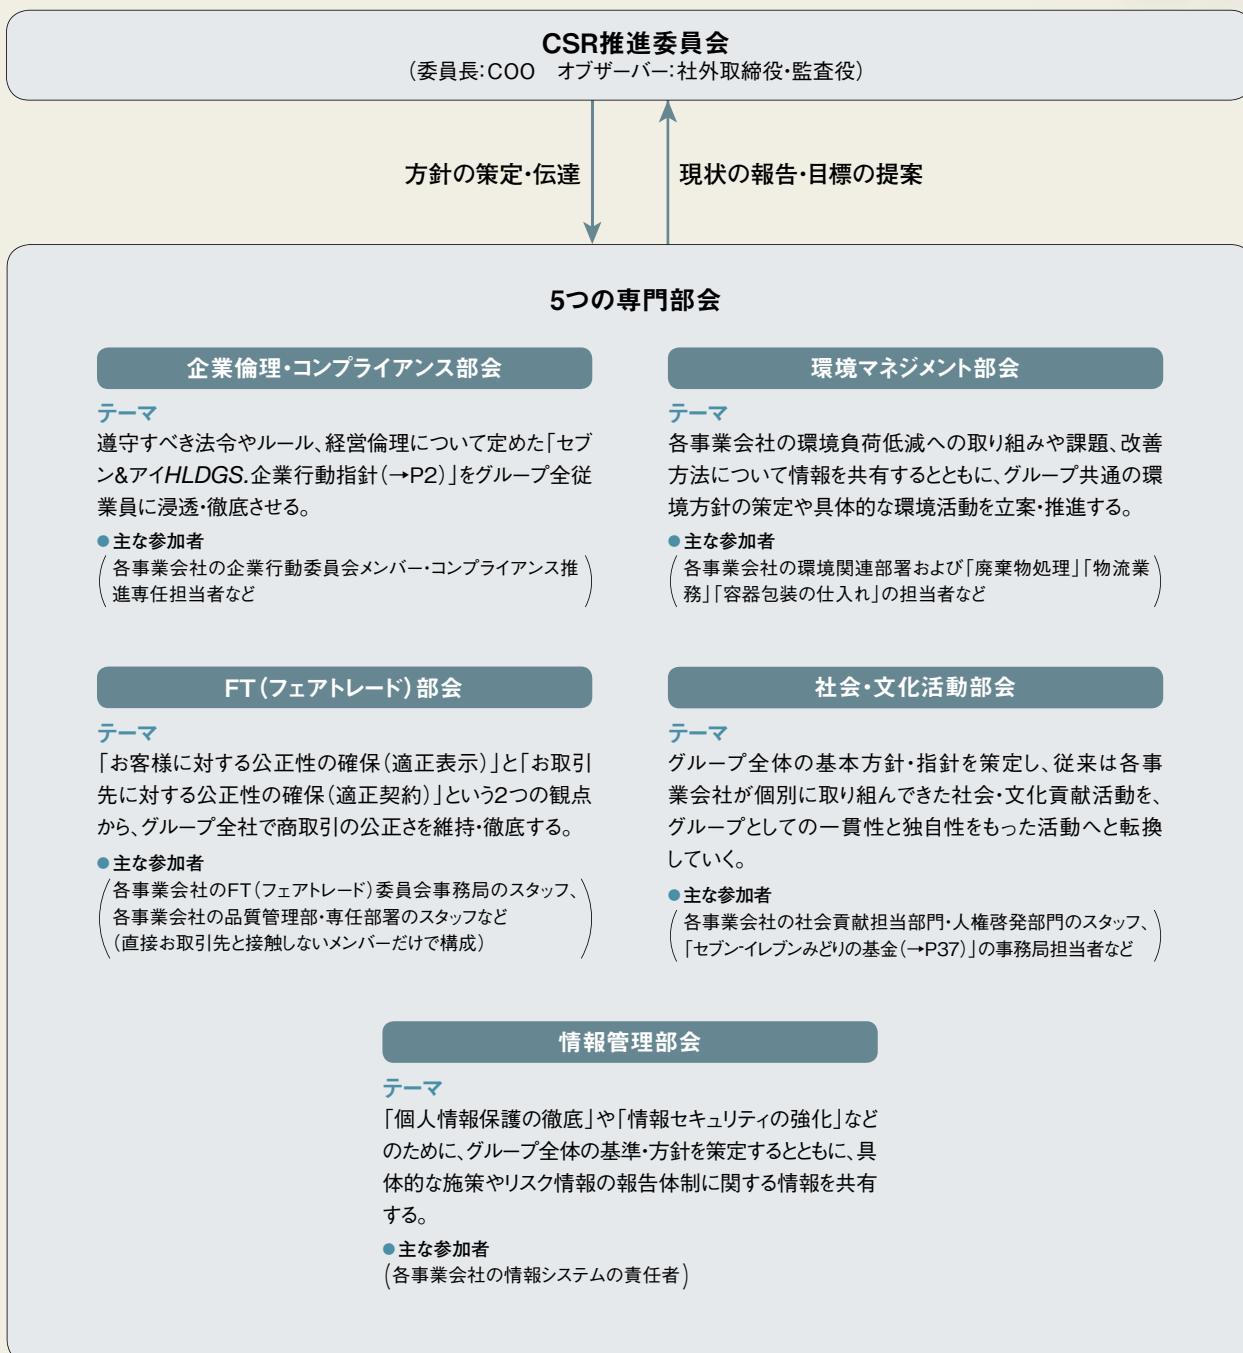 CSR推進委員会
（委員長：COO　オブザーバー：社外取締役・監査役）
方針の策定・伝達
現状の報告・目標の提案
5つの専門部会
企業倫理・コンプライアンス部会
テーマ
遵守すべき法令やルール、経営倫理について定めた「セブ
ン&アイHLDGS.企業行動指針（→P2）」をグループ全従
業員に浸透・徹底させる。
●主な参加者
（各事業会社の企業行動委員会メンバー・コンプライアンス推
進専任担当者など）
環境マネジメント部会
テーマ
各事業会社の環境負荷低減への取り組みや課題、改善
方法について情報を共有するとともに、グループ共通の環
境方針の策定や具体的な環境活動を立案・推進する。
●主な参加者
（各事業会社の環境関連部署および「廃棄物処理」「物流業
務」「容器包装の仕入れ」の担当者など）
FT（フェアトレード）部会
テーマ
「お客様に対する公正性の確保（適正表示）」と「お取引
先に対する公正性の確保（適正契約）」という2つの観点
から、グループ全社で商取引の公正さを維持・徹底する。
●主な参加者
（各事業会社のFT（フェアトレード）委員会事務局のスタッフ、
各事業会社の品質管理部・専任部署のスタッフなど
（直接お取引先と接触しないメンバーだけで構成））
社会・文化活動部会
テーマ
グループ全体の基本方針・指針を策定し、従来は各事
業会社が個別に取り組んできた社会・文化貢献活動を、
グループとしての一貫性と独自性をもった活動へと転換
していく。
●主な参加者
（各事業会社の社会貢献担当部門・人権啓発部門のスタッフ、
「セブン-イレブンみどりの基金（→P37）」の事務局担当者など）
情報管理部会
テーマ
「個人情報保護の徹底」や「情報セキュリティの強化」など
のために、グループ全体の基準・方針を策定するとともに、具
体的な施策やリスク情報の報告体制に関する情報を共有
する。
●主な参加者
（各事業会社の情報システムの責任者）